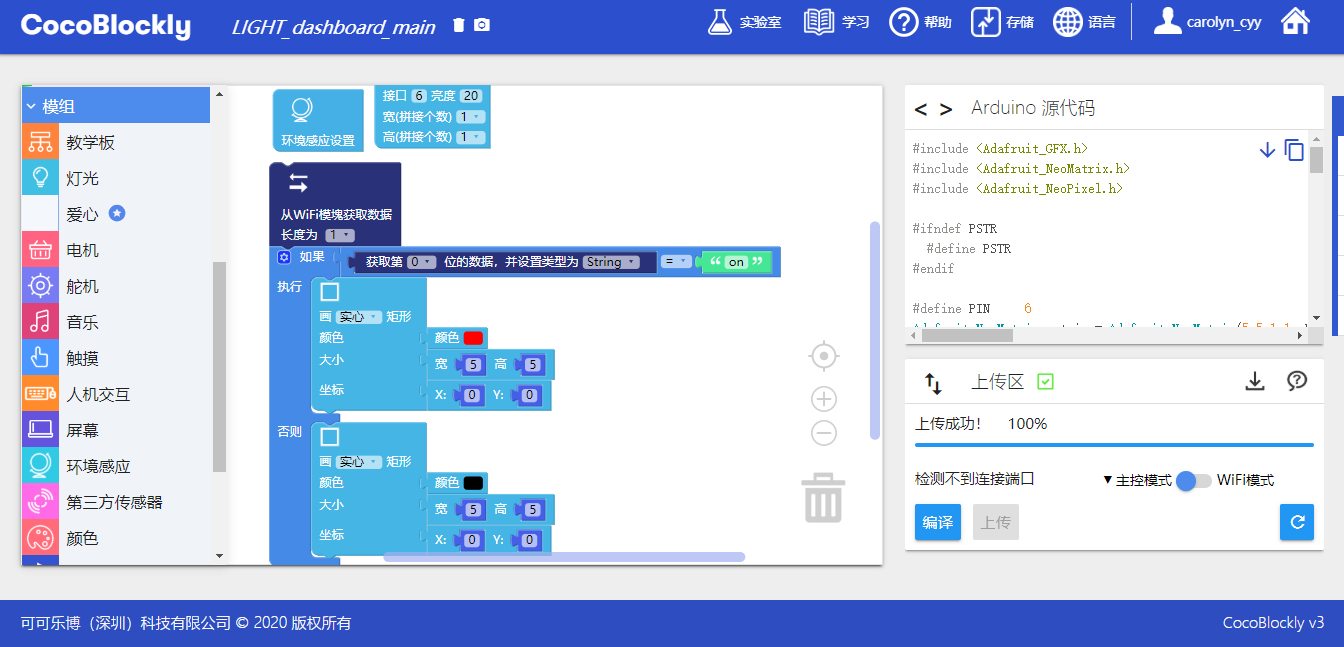 CocoBlockly
LIGHT_dashboard_main
实验室
学习
帮助
存储
语言
carolyn_cyy
模组
教学板
灯光
爱心
电机
舵机
音乐
触摸
人机交互
屏幕
环境感应
第三方传感器
颜色
环境感应设置
接口 6 亮度 20
宽(拼接个数) 1
高(拼接个数) 1
从WiFi模块获取数据
长度为 1
如果 获取第 0 位的数据，并设置类型为 String = “ on ”
执行
画 实心 矩形
颜色 颜色
大小 宽 5 高 5
坐标 X: 0 Y: 0
否则
画 实心 矩形
颜色 颜色
大小 宽 5 高 5
坐标 X: 0 Y: 0
< > Arduino 源代码
#include <Adafruit_GFX.h>
#include <Adafruit_NeoMatrix.h>
#include <Adafruit_NeoPixel.h>
#ifndef PSTR
#define PSTR
#endif
#define PIN 6
上传区
上传成功! 100%
检测不到连接端口
▼主控模式 WiFi模式
编译
上传
可可乐博（深圳）科技有限公司 © 2020 版权所有
CocoBlockly v3